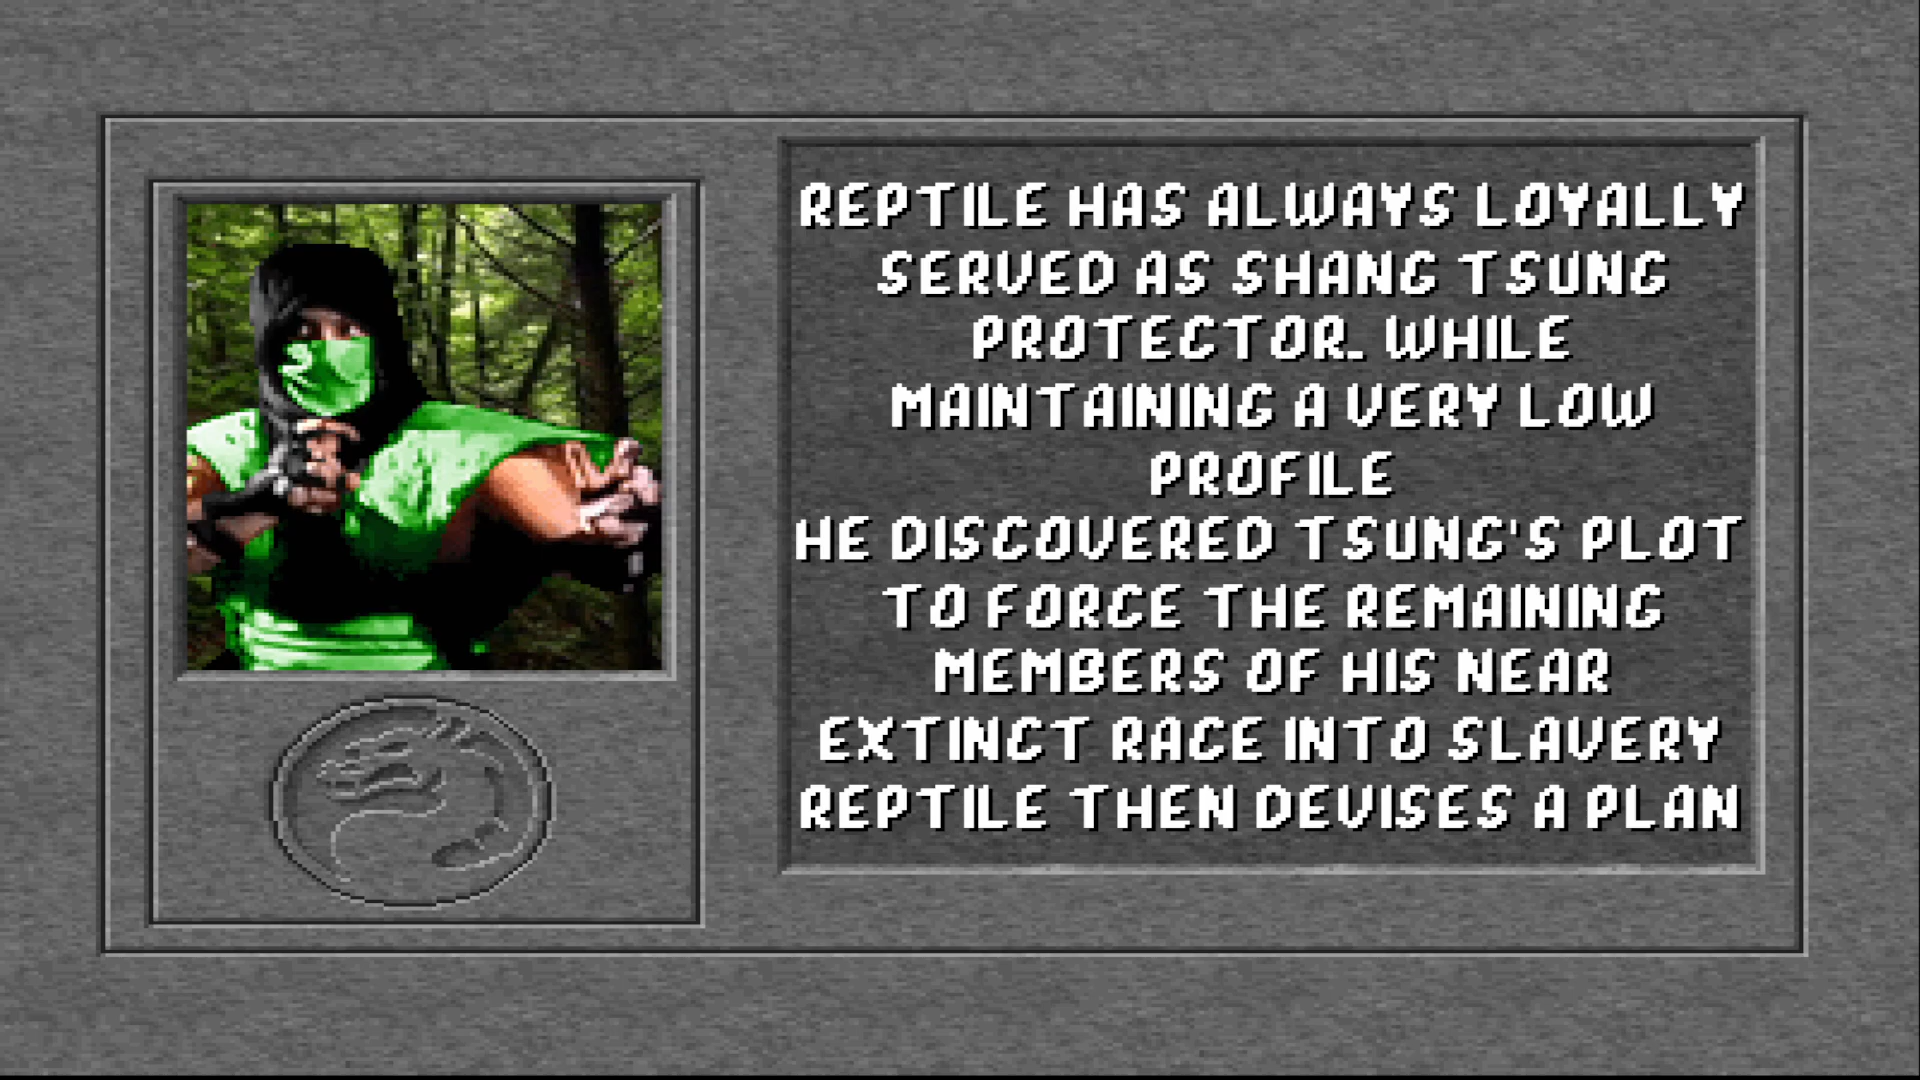 REPTILE HAS ALWAYS LOYALLY
SERVED AS SHANG TSUNG
PROTECTOR. WHILE
MAINTAINING A VERY LOW
PROFILE
HE DISCOVERED TSUNG'S PLOT
TO FORCE THE REMAINING
MEMBERS OF HIS NEAR
EXTINCT RACE INTO SLAVERY
REPTILE THEN DEVISES A PLAN